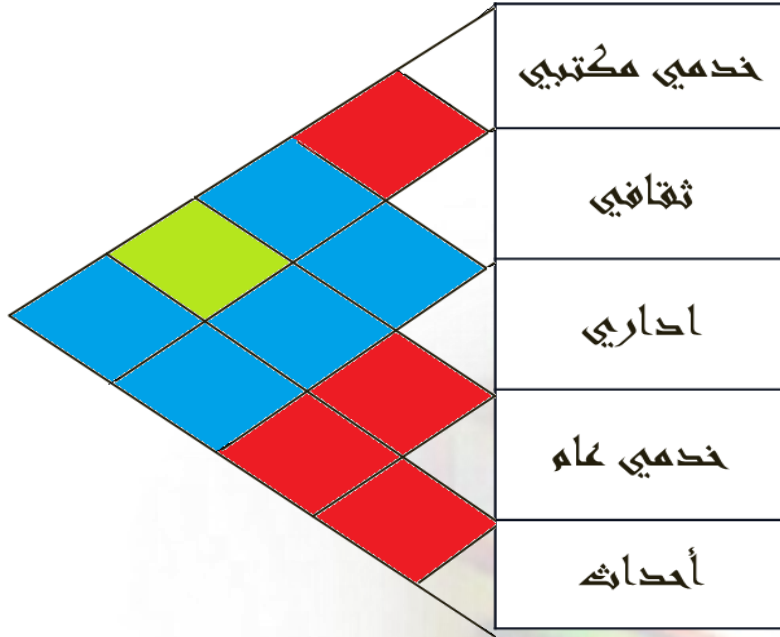 خدمي مكتبي
ثقافي
اداري
خدمي عام
أحداث